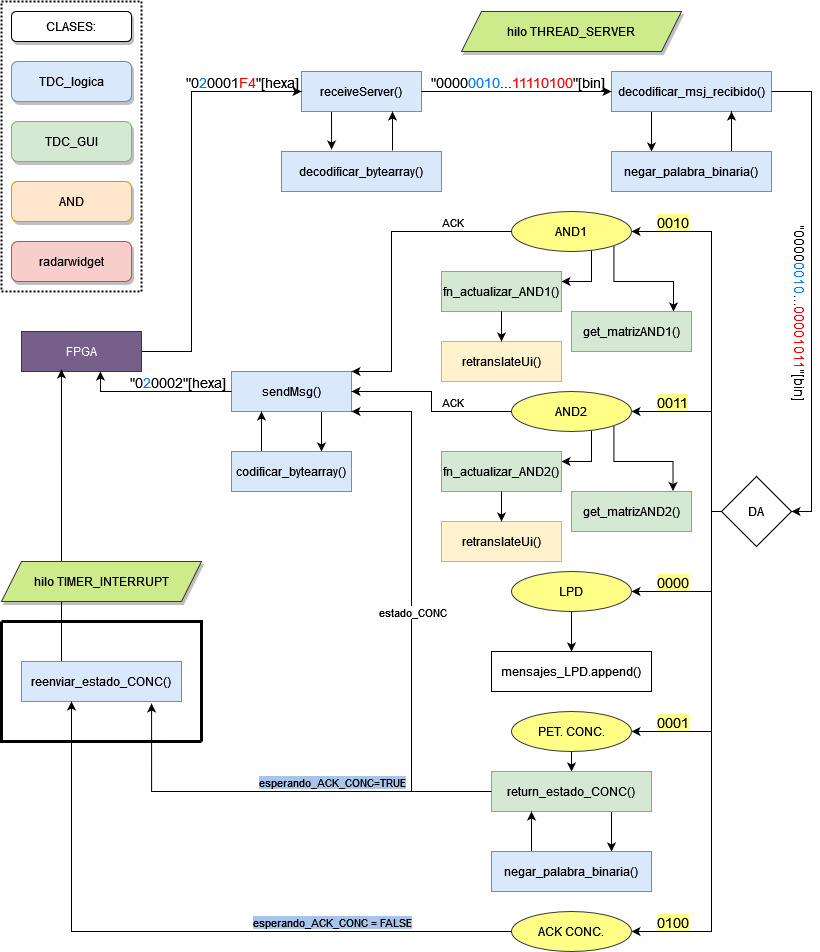 CLASES:
TDC_logica
TDC_GUI
AND
radarwidget
hilo THREAD_SERVER
"020001F4"[hexa]
receiveServer()
"00000010...11110100"[bin]
decodificar_msj_recibido()
decodificar_bytearray()
negar_palabra_binaria()
"00000010...00001011"[bin]
ACK
AND1
0010
fn_actualizar_AND1()
get_matrizAND1()
retranslateUi()
FPGA
"020002"[hexa]
sendMsg()
codificar_bytearray()
ACK
AND2
0011
fn_actualizar_AND2()
get_matrizAND2()
retranslateUi()
DA
hilo TIMER_INTERRUPT
LPD
0000
estado_CONC
mensajes_LPD.append()
reenviar_estado_CONC()
PET. CONC.
0001
esperando_ACK_CONC=TRUE
return_estado_CONC()
negar_palabra_binaria()
esperando_ACK_CONC = FALSE
ACK CONC.
0100